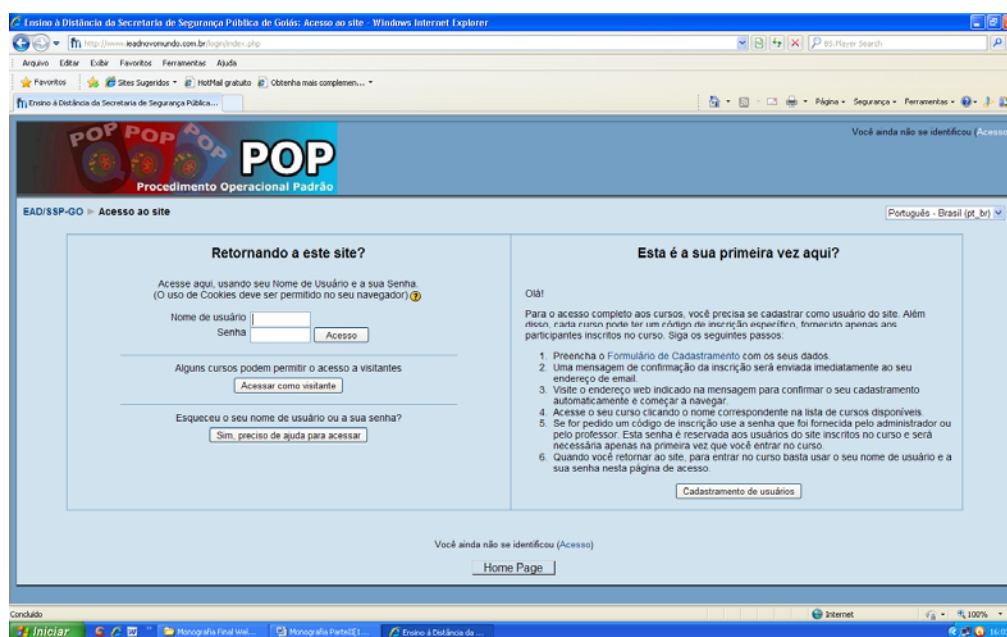 Ensino à Distância da Secretaria de Segurança Pública de Goiás: Acesso ao site - Windows Internet Explorer
http://www.ieadnovomundo.com.br/login/index.php
BS.Player Search
Arquivo Editar Exibir Favoritos Ferramentas Ajuda
Favoritos Sites Sugeridos HotMail gratuito Obtenha mais complemen...
Ensino à Distância da Secretaria de Segurança Pública... Página Segurança Ferramentas
POP POP POP POP
Procedimento Operacional Padrão
Você ainda não se identificou (Acesso
EAD/SSP-GO Acesso ao site
Português - Brasil (pt_br)
Retornando a este site?
Acesse aqui, usando seu Nome de Usuário e a sua Senha.
(O uso de Cookies deve ser permitido no seu navegador)
Nome de usuário
Senha Acesso
Alguns cursos podem permitir o acesso a visitantes
Acessar como visitante
Esqueceu o seu nome de usuário ou a sua senha?
Sim, preciso de ajuda para acessar
Esta é a sua primeira vez aqui?
Olá!
Para o acesso completo aos cursos, você precisa se cadastrar como usuário do site. Além
disso, cada curso pode ter um código de inscrição específico, fornecido apenas aos
participantes inscritos no curso. Siga os seguintes passos:
1. Preencha o Formulário de Cadastramento com os seus dados.
2. Uma mensagem de confirmação da inscrição será enviada imediatamente ao seu
endereço de email.
3. Visite o endereço web indicado na mensagem para confirmar o seu cadastramento
automaticamente e começar a navegar.
4. Acesse o seu curso clicando o nome correspondente na lista de cursos disponíveis.
5. Se for pedido um código de inscrição use a senha que foi fornecida pelo administrador ou
pelo professor. Esta senha é reservada aos usuários do site inscritos no curso e será
necessária apenas na primeira vez que você entrar no curso.
6. Quando você retornar ao site, para entrar no curso basta usar o seu nome de usuário e a
sua senha nesta página de acesso.
Cadastramento de usuários
Você ainda não se identificou (Acesso)
Home Page
Concluído Internet 100%
Iniciar Monografia Final Wel... Monografia ParteII[1... Ensino à Distância da ...